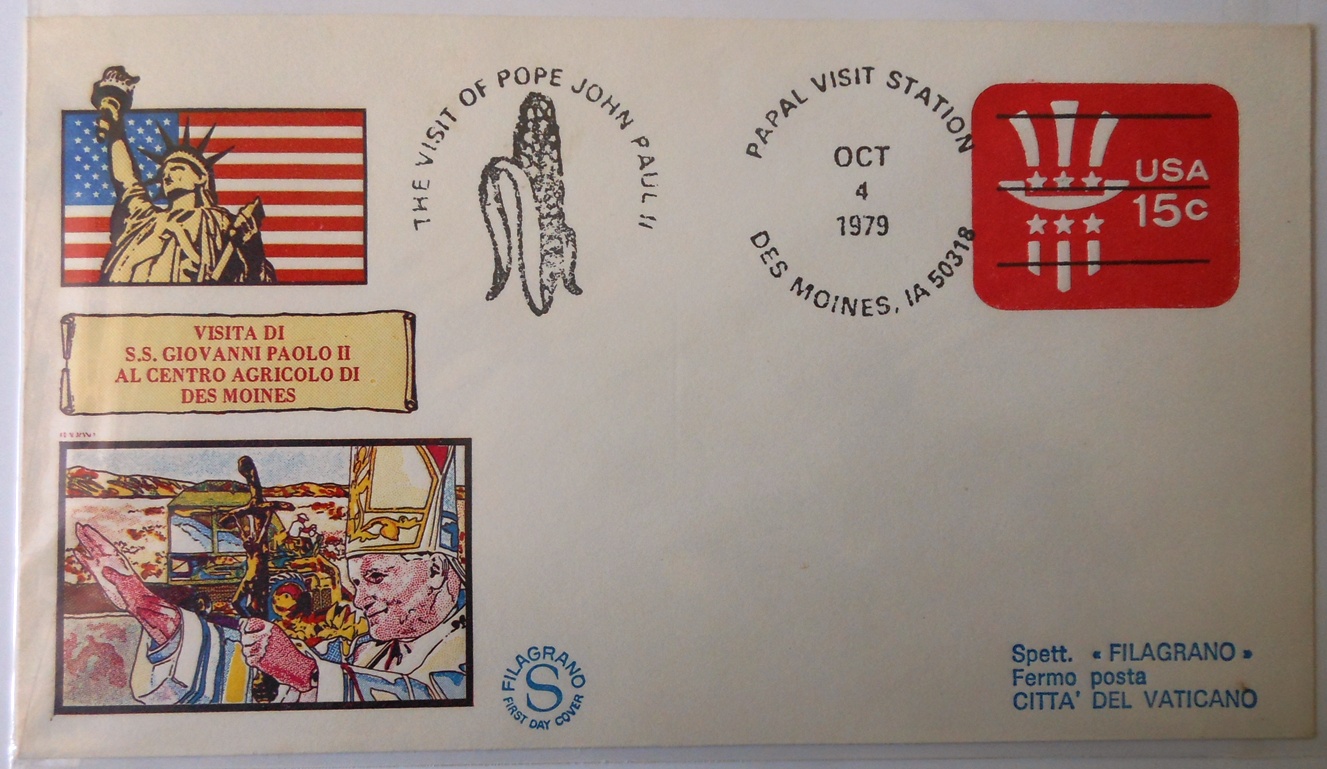 THE VISIT OF POPE JOHN PAUL II
PAPAL VISIT STATION
OCT
4
1979
DES MOINES, IA 50318
USA
15c
VISITA DI
S.S. GIOVANNI PAOLO II
AL CENTRO AGRICOLO DI
DES MOINES
FILAGRANO
S
FIRST DAY COVER
Spett. « FILAGRANO »
Fermo posta
CITTA' DEL VATICANO